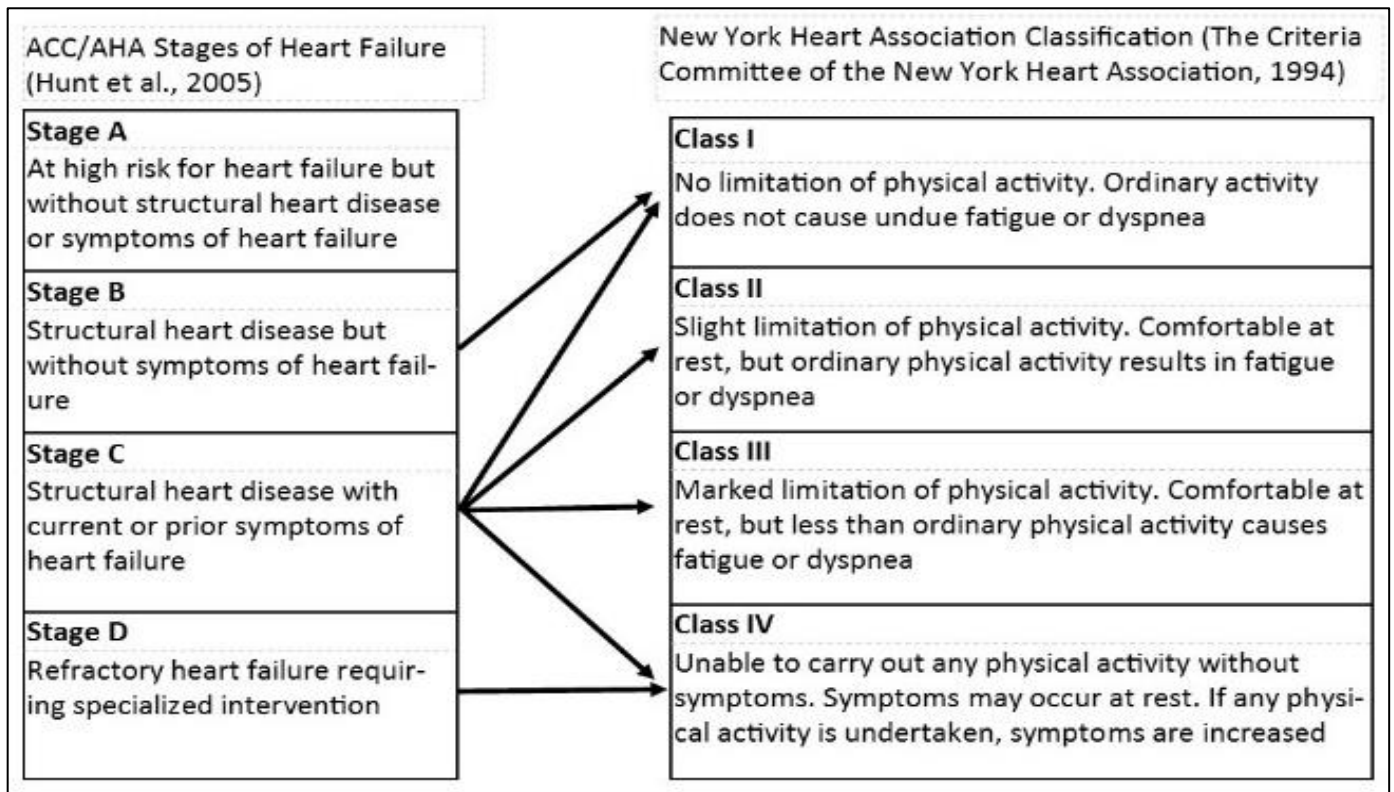 ACC/AHA Stages of Heart Failure
(Hunt et al., 2005)
Stage A
At high risk for heart failure but
without structural heart disease
or symptoms of heart failure
Stage B
Structural heart disease but
without symptoms of heart fail-
ure
Stage C
Structural heart disease with
current or prior symptoms of
heart failure
Stage D
Refractory heart failure requir-
ing specialized intervention
New York Heart Association Classification (The Criteria
Committee of the New York Heart Association, 1994)
Class I
No limitation of physical activity. Ordinary activity
does not cause undue fatigue or dyspnea
Class II
Slight limitation of physical activity. Comfortable at
rest, but ordinary physical activity results in fatigue
or dyspnea
Class III
Marked limitation of physical activity. Comfortable at
rest, but less than ordinary physical activity causes
fatigue or dyspnea
Class IV
Unable to carry out any physical activity without
symptoms. Symptoms may occur at rest. If any physi-
cal activity is undertaken, symptoms are increased